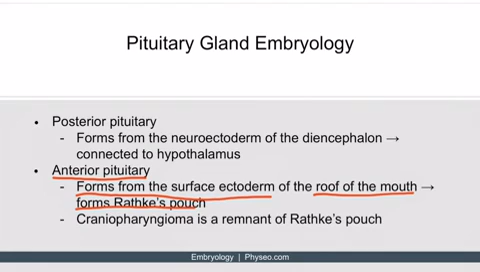 Pituitary Gland Embryology
• Posterior pituitary
- Forms from the neuroectoderm of the diencephalon →
connected to hypothalamus
• Anterior pituitary
- Forms from the surface ectoderm of the roof of the mouth →
forms Rathke's pouch
- Craniopharyngioma is a remnant of Rathke's pouch
Embryology | Physeo.com